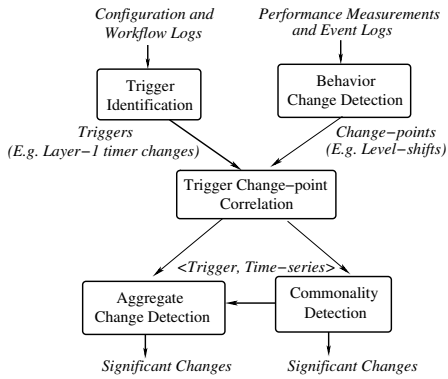 Configuration and
Workflow Logs
Performance Measurements
and Event Logs
Trigger
Identification
Behavior
Change Detection
Triggers
(E.g. Layer−1 timer changes)
Change−points
(E.g. Level−shifts)
Trigger Change−point
Correlation
<Trigger, Time−series>
Aggregate
Change Detection
Commonality
Detection
Significant Changes
Significant Changes